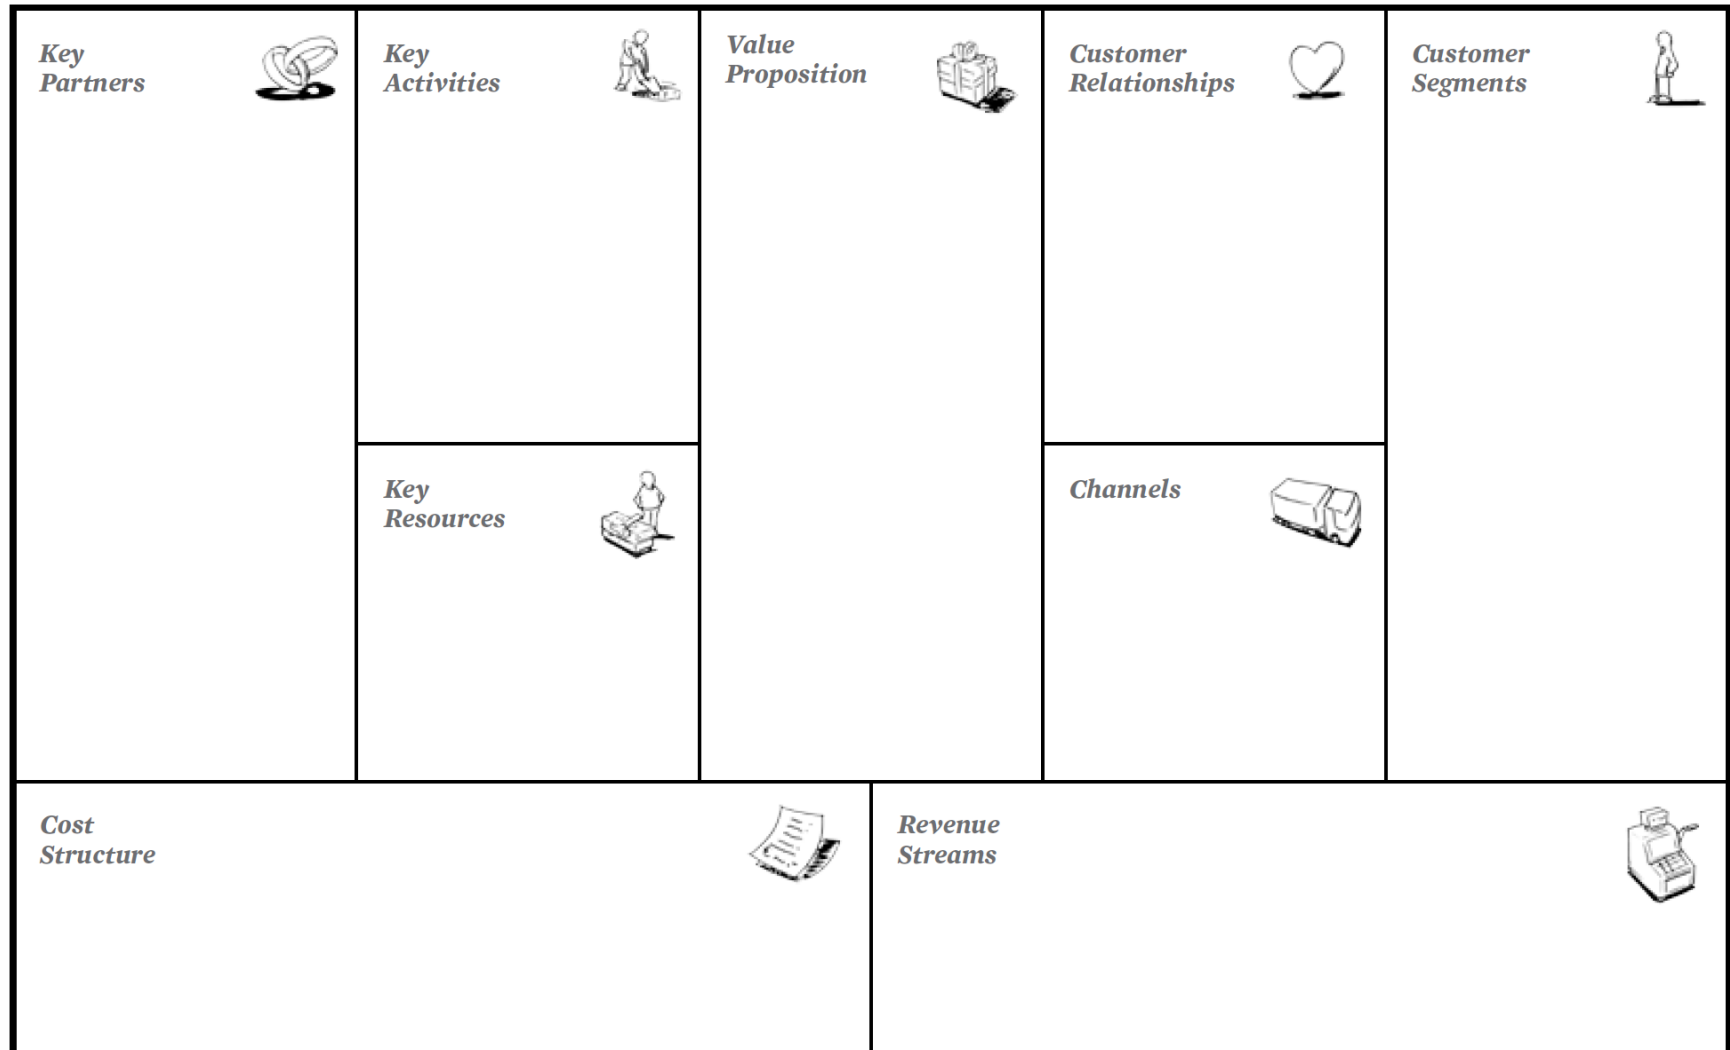 Key
Partners
Key
Activities
Key
Resources
Value
Proposition
Customer
Relationships
Channels
Customer
Segments
Cost
Structure
Revenue
Streams